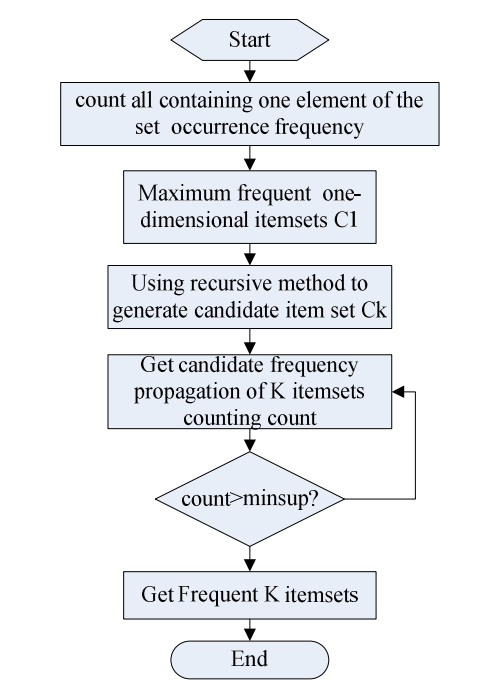 Start
count all containing one element of the
set occurrence frequency
Maximum frequent one-
dimensional itemsets C1
Using recursive method to
generate candidate item set Ck
Get candidate frequency
propagation of K itemsets
counting count
count>minsup?
Get Frequent K itemsets
End